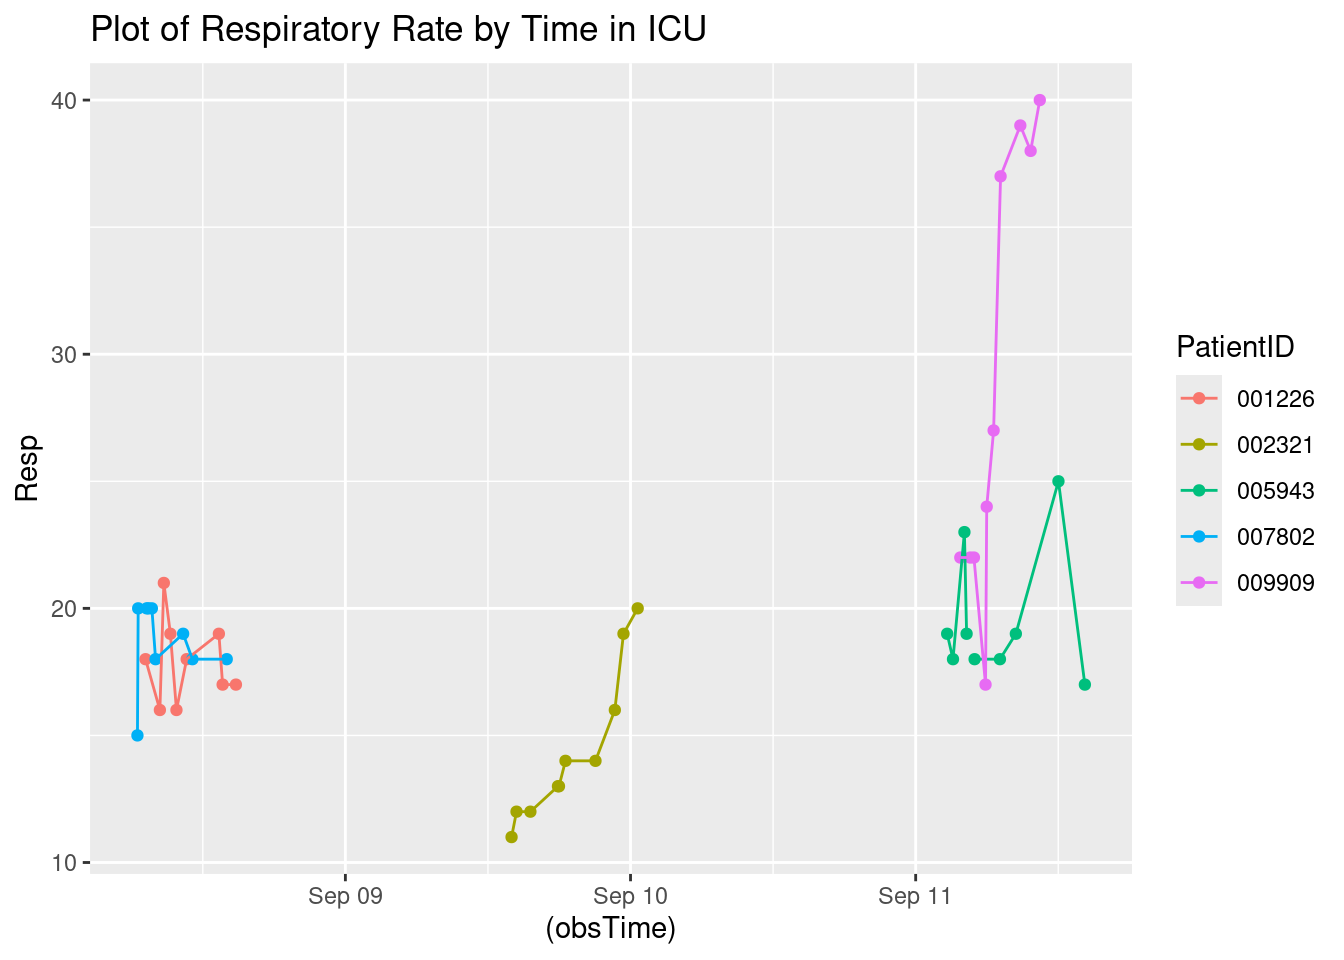 Plot of Respiratory Rate by Time in ICU
40
30
20
10
Resp
Sep 09
Sep 10
Sep 11
(obsTime)
PatientID
001226
002321
005943
007802
009909